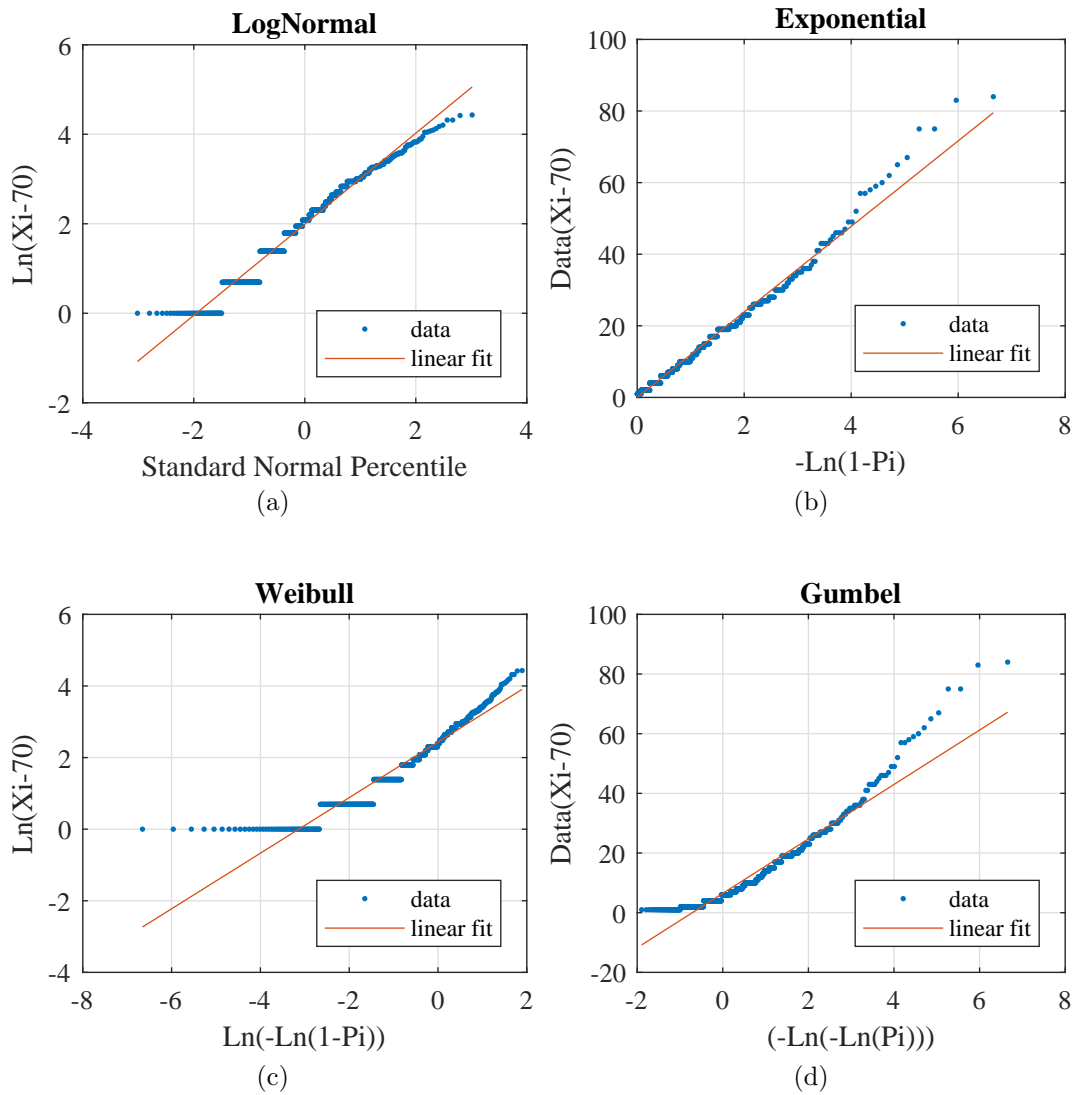 LogNormal
6
4
2
0
-2
Ln(Xi-70)
-4 -2 0 2 4
Standard Normal Percentile
data
linear fit
(a)
Exponential
100
80
60
40
20
0
Data(Xi-70)
0 2 4 6 8
-Ln(1-Pi)
data
linear fit
(b)
Weibull
6
4
2
0
-2
-4
Ln(Xi-70)
-8 -6 -4 -2 0 2
Ln(-Ln(1-Pi))
data
linear fit
(c)
Gumbel
100
80
60
40
20
0
-20
Data(Xi-70)
-2 0 2 4 6 8
(-Ln(-Ln(Pi)))
data
linear fit
(d)